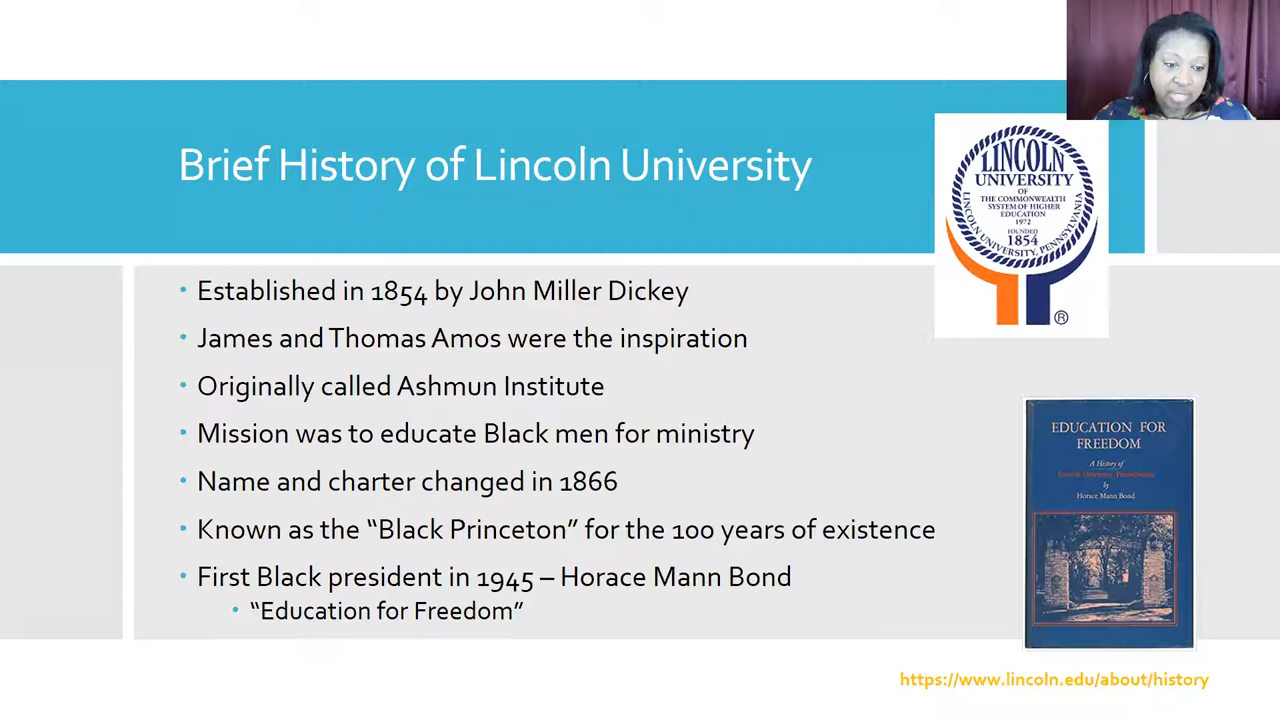 Brief History of Lincoln University
LINCOLN
UNIVERSITY
OF
THE COMMONWEALTH
SYSTEM OF HIGHER
EDUCATION
1972
FOUNDED
1854
LINCOLN UNIVERSITY, PENNSYLVANIA
®
• Established in 1854 by John Miller Dickey
• James and Thomas Amos were the inspiration
• Originally called Ashmun Institute
• Mission was to educate Black men for ministry
• Name and charter changed in 1866
• Known as the “Black Princeton” for the 100 years of existence
• First Black president in 1945 – Horace Mann Bond
• “Education for Freedom”
EDUCATION FOR
FREEDOM
A History of
Lincoln University, Pennsylvania
by
Horace Mann Bond
https://www.lincoln.edu/about/history